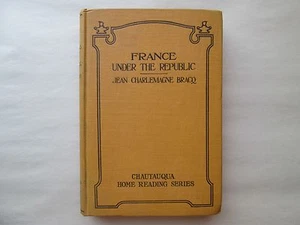 FRANCE
UNDER THE REPUBLIC
JEAN CHARLEMAGNE BRACQ
CHAUTAUQUA
HOME READING SERIES